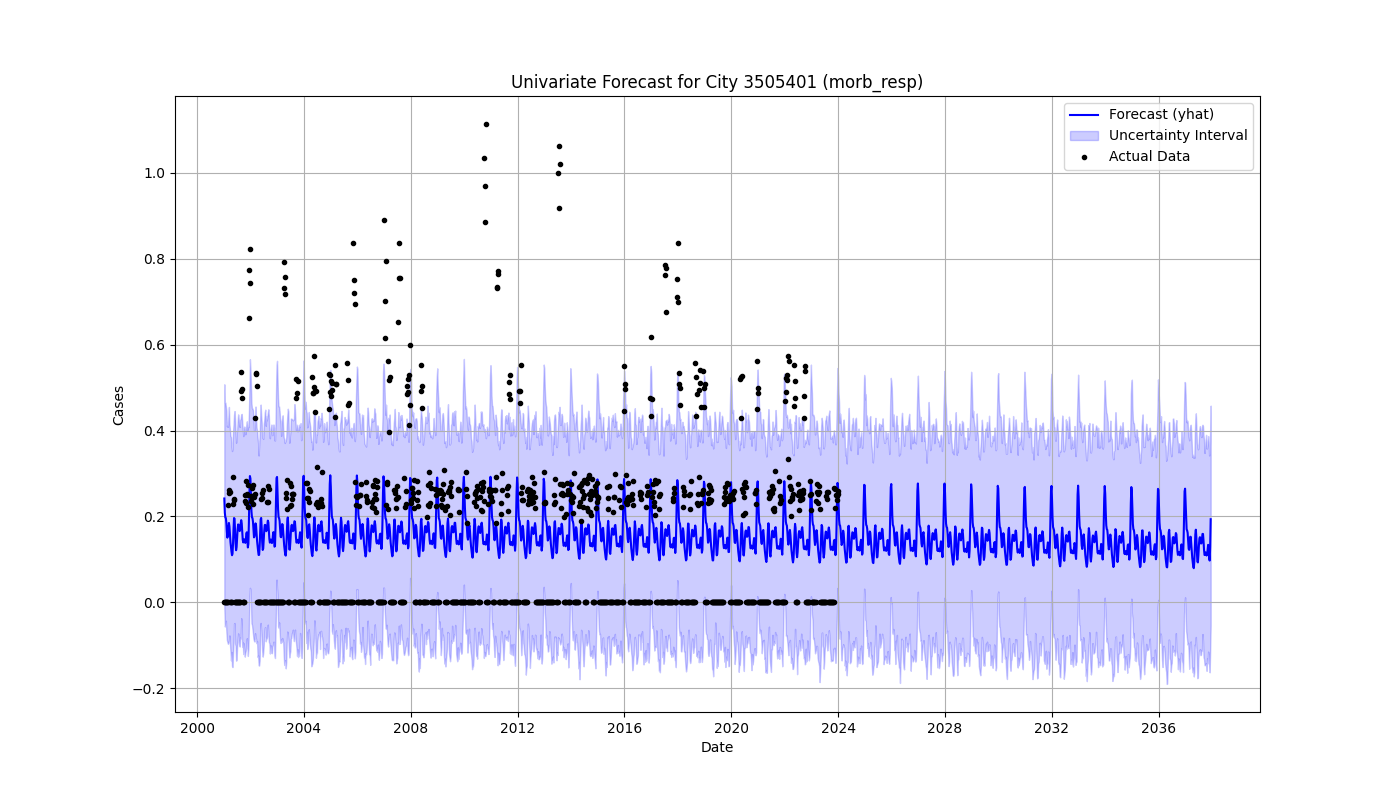 Univariate Forecast for City 3505401 (morb_resp)
Forecast (yhat)
Uncertainty Interval
Actual Data
Cases
1.0
0.8
0.6
0.4
0.2
0.0
−0.2
2000 2004 2008 2012 2016 2020 2024 2028 2032 2036
Date